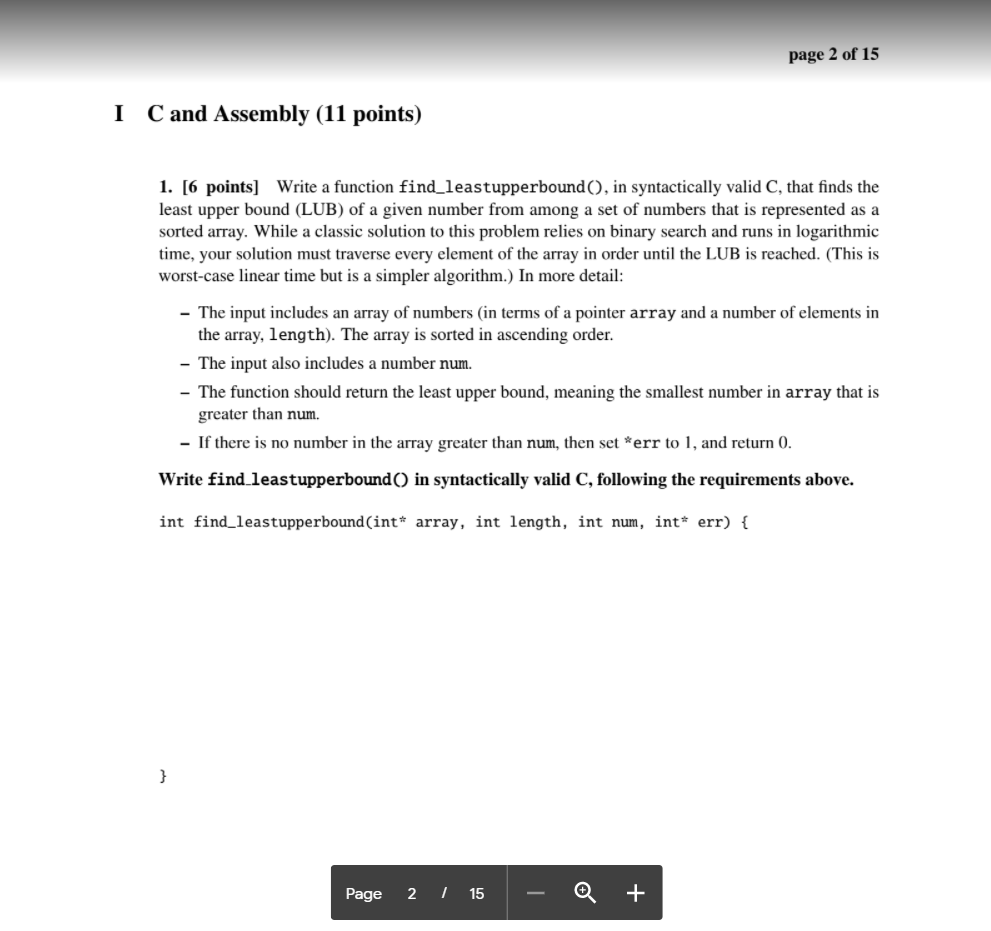 page 2 of 15
I C and Assembly (11 points)
1. [6 points] Write a function find_leastupperbound(), in syntactically valid C, that finds the
least upper bound (LUB) of a given number from among a set of numbers that is represented as a
sorted array. While a classic solution to this problem relies on binary search and runs in logarithmic
time, your solution must traverse every element of the array in order until the LUB is reached. (This is
worst-case linear time but is a simpler algorithm.) In more detail:
– The input includes an array of numbers (in terms of a pointer array and a number of elements in
the array, length). The array is sorted in ascending order.
– The input also includes a number num.
– The function should return the least upper bound, meaning the smallest number in array that is
greater than num.
– If there is no number in the array greater than num, then set *err to 1, and return 0.
Write find_leastupperbound() in syntactically valid C, following the requirements above.
int find_leastupperbound(int* array, int length, int num, int* err) {
}
Page 2 / 15